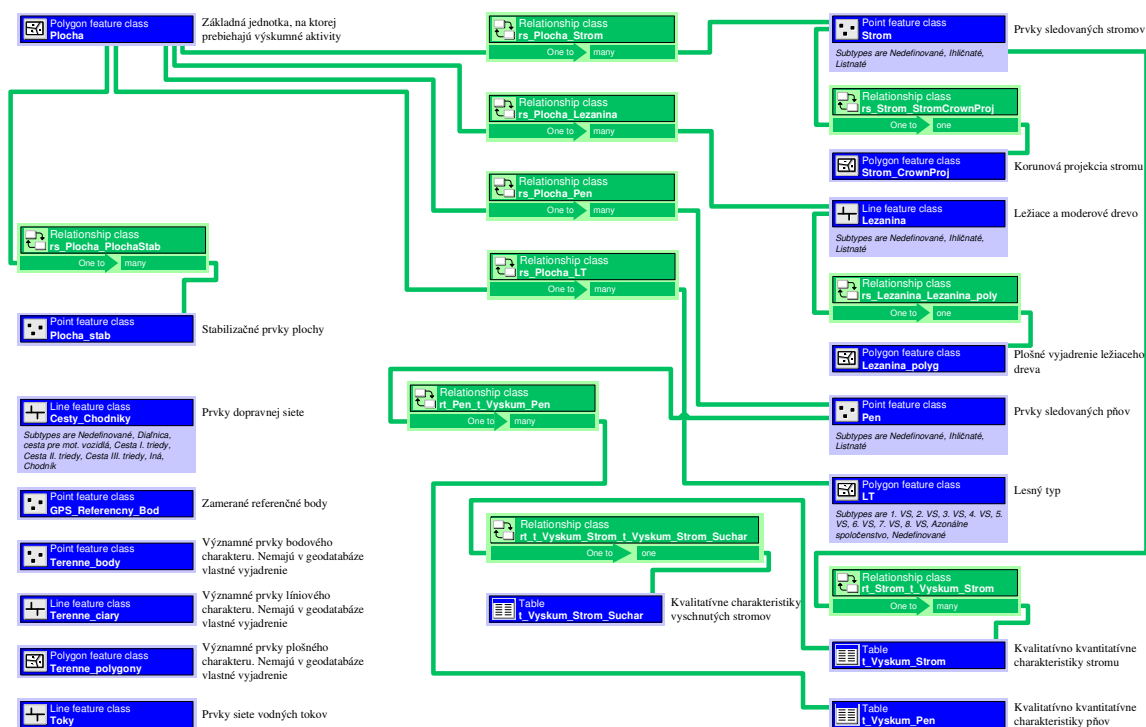 Polygon feature class
Plocha
Základná jednotka, na ktorej
prebiehajú výskumné aktivity
Relationship class
rs_Plocha_PlochaStab
One to many
Point feature class
Plocha_stab
Stabilizačné prvky plochy
Line feature class
Cesty_Chodniky
Subtypes are Nedefinované, Diaľnica,
cesta pre mot. vozidlá, Cesta I. triedy,
Cesta II. triedy, Cesta III. triedy, Iná,
Chodník
Prvky dopravnej siete
Point feature class
GPS_Referencny_Bod
Zamerané referenčné body
Point feature class
Terenne_body
Významné prvky bodového
charakteru. Nemajú v geodatabáze
vlastné vyjadrenie
Line feature class
Terenne_ciary
Významné prvky líniového
charakteru. Nemajú v geodatabáze
vlastné vyjadrenie
Polygon feature class
Terenne_polygony
Významné prvky plošného
charakteru. Nemajú v geodatabáze
vlastné vyjadrenie
Line feature class
Toky
Prvky siete vodných tokov
Relationship class
rs_Plocha_Strom
One to many
Relationship class
rs_Plocha_Lezanina
One to many
Relationship class
rs_Plocha_Pen
One to many
Relationship class
rs_Plocha_LT
One to many
Relationship class
rt_Pen_t_Vyskum_Pen
One to many
Relationship class
rt_t_Vyskum_Strom_t_Vyskum_Strom_Suchar
One to one
Table
t_Vyskum_Strom_Suchar
Kvalitatívne charakteristiky
vyschnutých stromov
Point feature class
Strom
Subtypes are Nedefinované, Ihličnaté,
Listnaté
Prvky sledovaných stromov
Relationship class
rs_Strom_StromCrownProj
One to one
Polygon feature class
Strom_CrownProj
Korunová projekcia stromu
Line feature class
Lezanina
Subtypes are Nedefinované, Ihličnaté,
Listnaté
Ležiace a moderové drevo
Relationship class
rs_Lezanina_Lezanina_poly
One to one
Polygon feature class
Lezanina_polyg
Plošné vyjadrenie ležiaceho
dreva
Point feature class
Pen
Subtypes are Nedefinované, Ihličnaté,
Listnaté
Prvky sledovaných pňov
Polygon feature class
LT
Subtypes are 1. VS, 2. VS, 3. VS, 4. VS, 5.
VS, 6. VS, 7. VS, 8. VS, Azonálne
spoločenstvo, Nedefinované
Lesný typ
Relationship class
rt_Strom_t_Vyskum_Strom
One to many
Table
t_Vyskum_Strom
Kvalitatívno kvantitatívne
charakteristiky stromu
Table
t_Vyskum_Pen
Kvalitatívno kvantitatívne
charakteristiky pňov